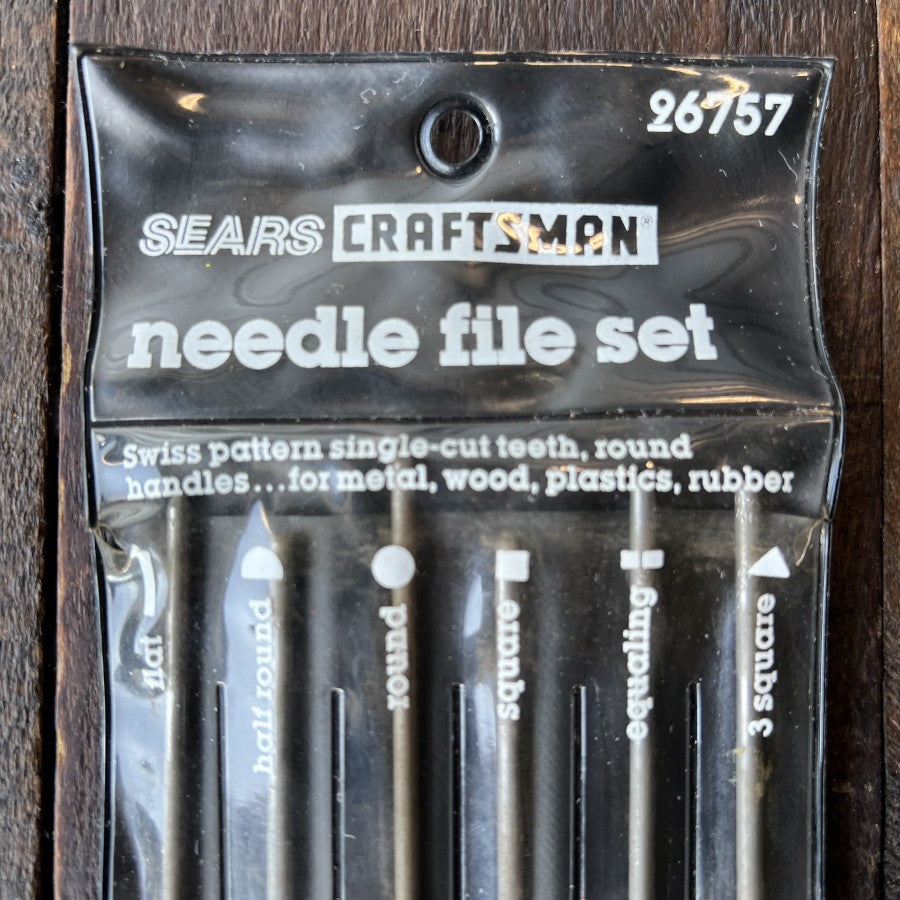 26757
SEARS CRAFTSMAN®
needle file set
Swiss pattern single-cut teeth, round
handles...for metal, wood, plastics, rubber
flat
half round
round
square
equaling
3 square